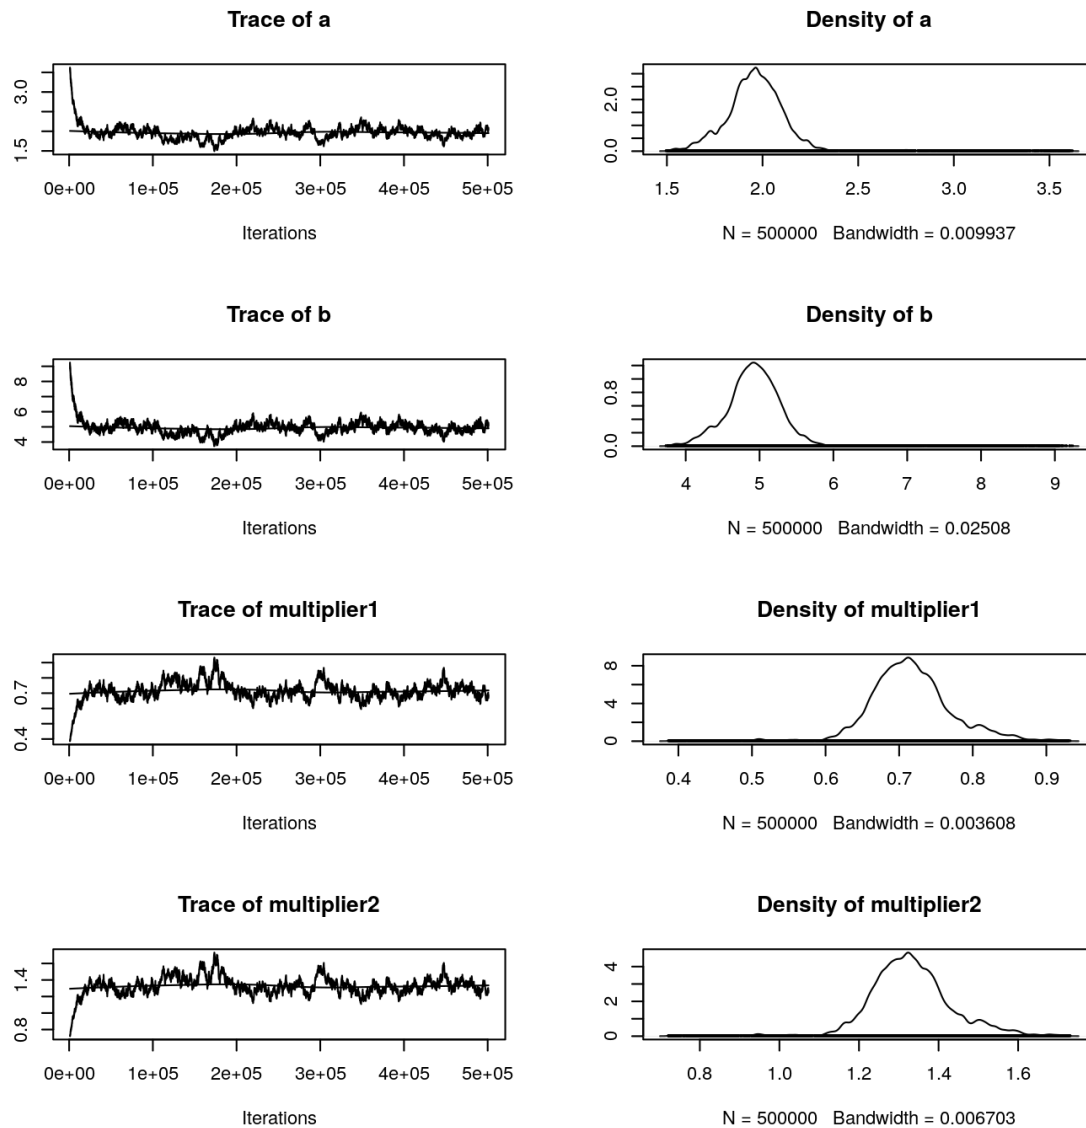 Trace of a
1.5 3.0
0e+00 1e+05 2e+05 3e+05 4e+05 5e+05
Iterations
Density of a
0.0 2.0
1.5 2.0 2.5 3.0 3.5
N = 500000 Bandwidth = 0.009937
Trace of b
4 6 8
0e+00 1e+05 2e+05 3e+05 4e+05 5e+05
Iterations
Density of b
0.0 0.8
4 5 6 7 8 9
N = 500000 Bandwidth = 0.02508
Trace of multiplier1
0.4 0.7
0e+00 1e+05 2e+05 3e+05 4e+05 5e+05
Iterations
Density of multiplier1
0 4 8
0.4 0.5 0.6 0.7 0.8 0.9
N = 500000 Bandwidth = 0.003608
Trace of multiplier2
0.8 1.4
0e+00 1e+05 2e+05 3e+05 4e+05 5e+05
Iterations
Density of multiplier2
0 2 4
0.8 1.0 1.2 1.4 1.6
N = 500000 Bandwidth = 0.006703